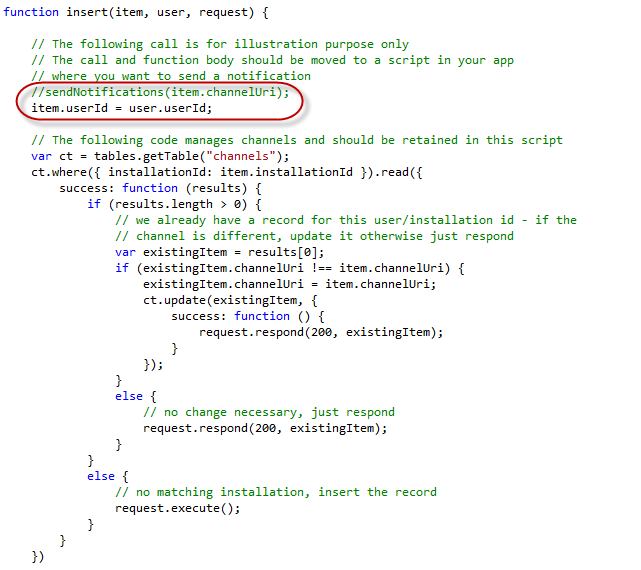 function insert(item, user, request) {
// The following call is for illustration purpose only
// The call and function body should be moved to a script in your app
// where you want to send a notification
//sendNotifications(item.channelUri);
item.userId = user.userId;
// The following code manages channels and should be retained in this script
var ct = tables.getTable("channels");
ct.where({ installationId: item.installationId }).read({
success: function (results) {
if (results.length > 0) {
// we already have a record for this user/installation id - if the
// channel is different, update it otherwise just respond
var existingItem = results[0];
if (existingItem.channelUri !== item.channelUri) {
existingItem.channelUri = item.channelUri;
ct.update(existingItem, {
success: function () {
request.respond(200, existingItem);
}
});
}
else {
// no change necessary, just respond
request.respond(200, existingItem);
}
}
else {
// no matching installation, insert the record
request.execute();
}
}
})